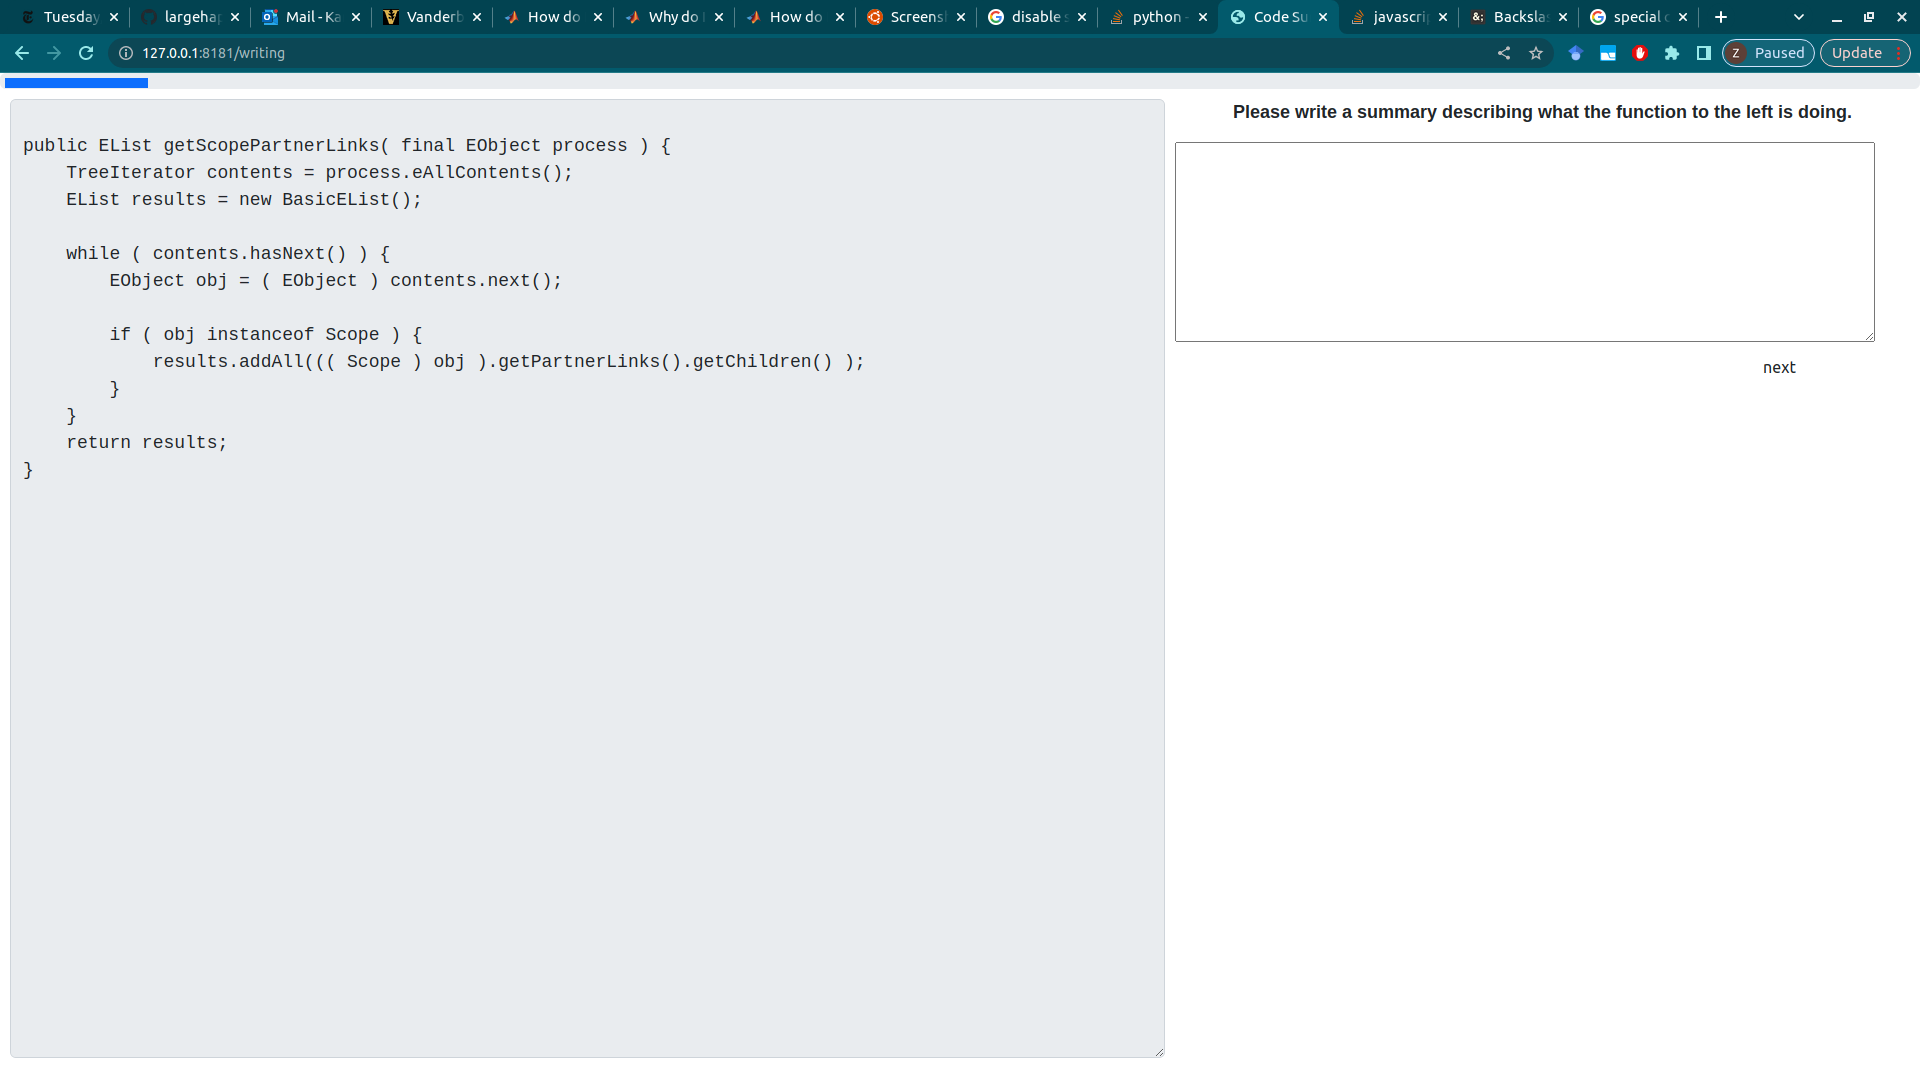 Tuesday
largehap
Mail - Ka
Vanderb
How do
Why do
How do
Screens
disable s
python -
Code Su
javascrip
Backslas
special c
127.0.0.1:8181/writing
Paused
Update
Please write a summary describing what the function to the left is doing.
public EList getScopePartnerLinks( final EObject process ) {
    TreeIterator contents = process.eAllContents();
    EList results = new BasicEList();
    while ( contents.hasNext() ) {
        EObject obj = ( EObject ) contents.next();
        if ( obj instanceof Scope ) {
            results.addAll((( Scope ) obj ).getPartnerLinks().getChildren() );
        }
    }
    return results;
}
next